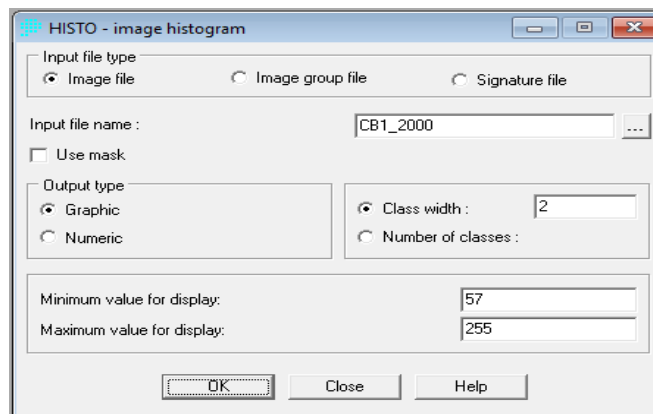 HISTO - image histogram
Input file type
Image file Image group file Signature file
Input file name : CB1_2000 ...
Use mask
Output type
Graphic Class width : 2
Numeric Number of classes :
Minimum value for display: 57
Maximum value for display: 255
OK Close Help